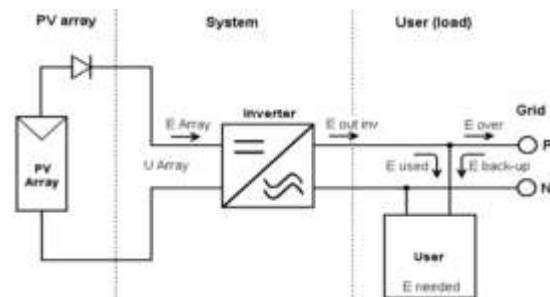 PV array
System
User (load)
Grid
E Array
Inverter
E out inv
E over
P
PV
Array
U Array
E used
E back-up
N
User
E needed